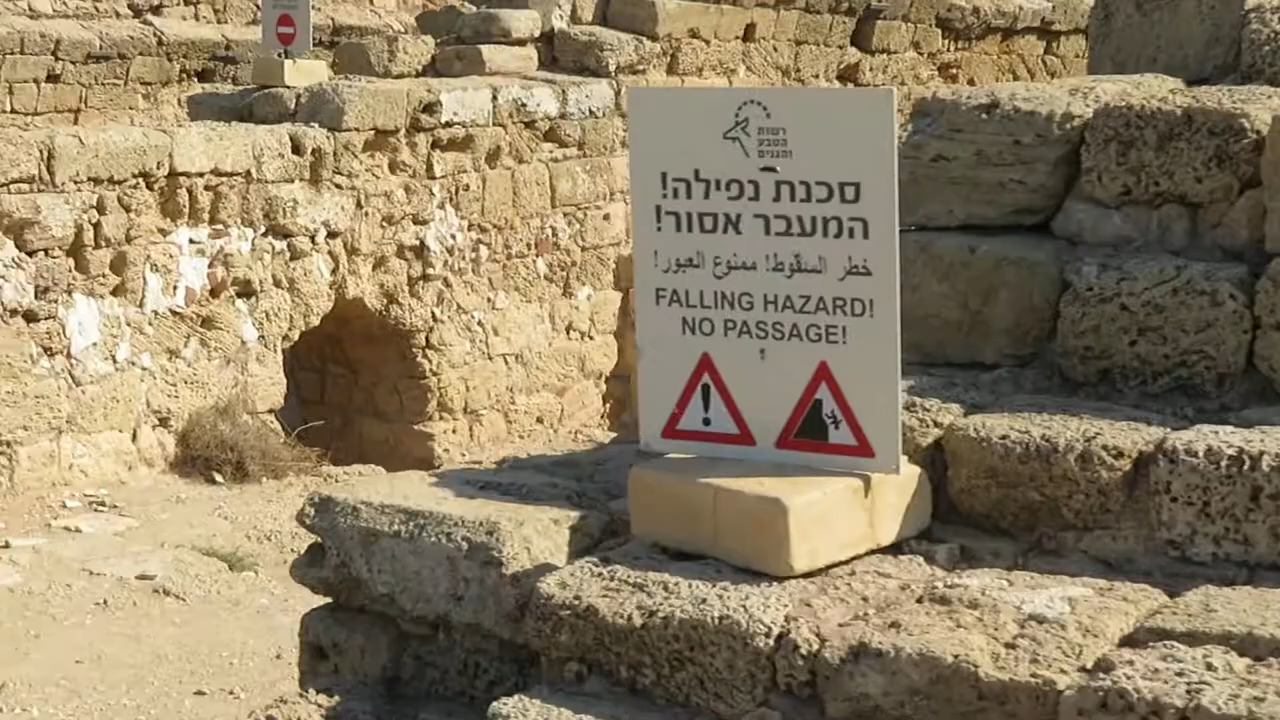 רשות
הטבע
והגנים
סכנת נפילה!
המעבר אסור!
خطر السقوط! ممنوع العبور!
FALLING HAZARD!
NO PASSAGE!